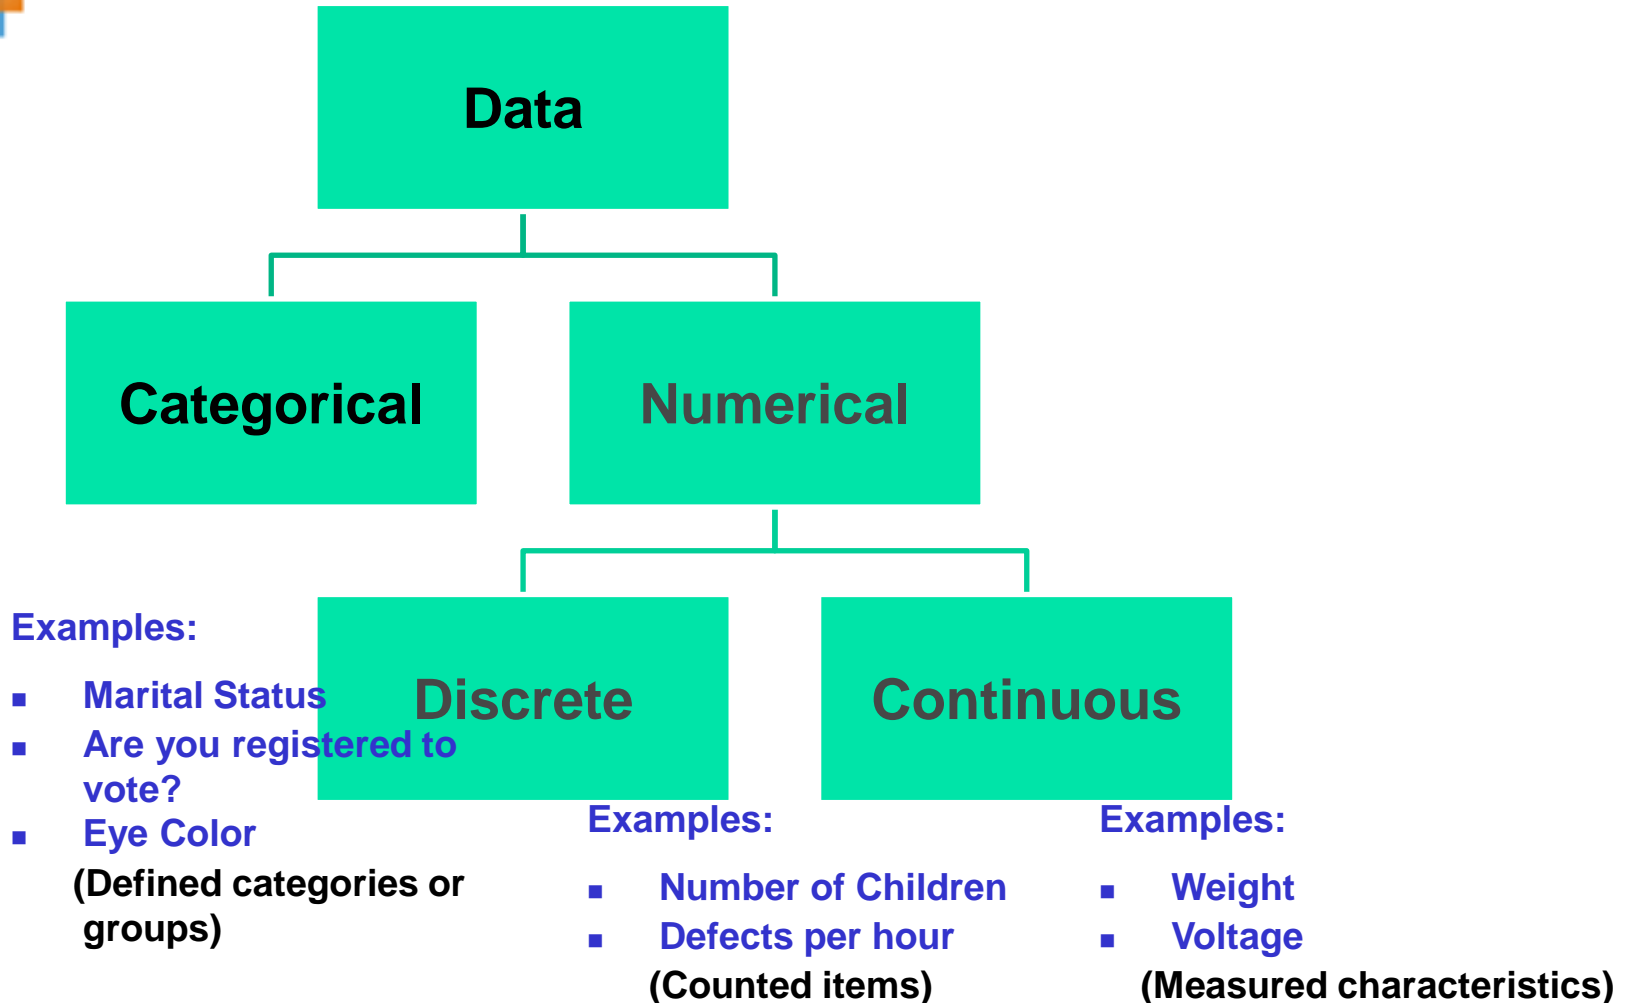 Data
Categorical
Numerical
Discrete
Continuous
Examples:
▪ Marital Status
▪ Are you registered to
vote?
▪ Eye Color
(Defined categories or
groups)
Examples:
▪ Number of Children
▪ Defects per hour
(Counted items)
Examples:
▪ Weight
▪ Voltage
(Measured characteristics)